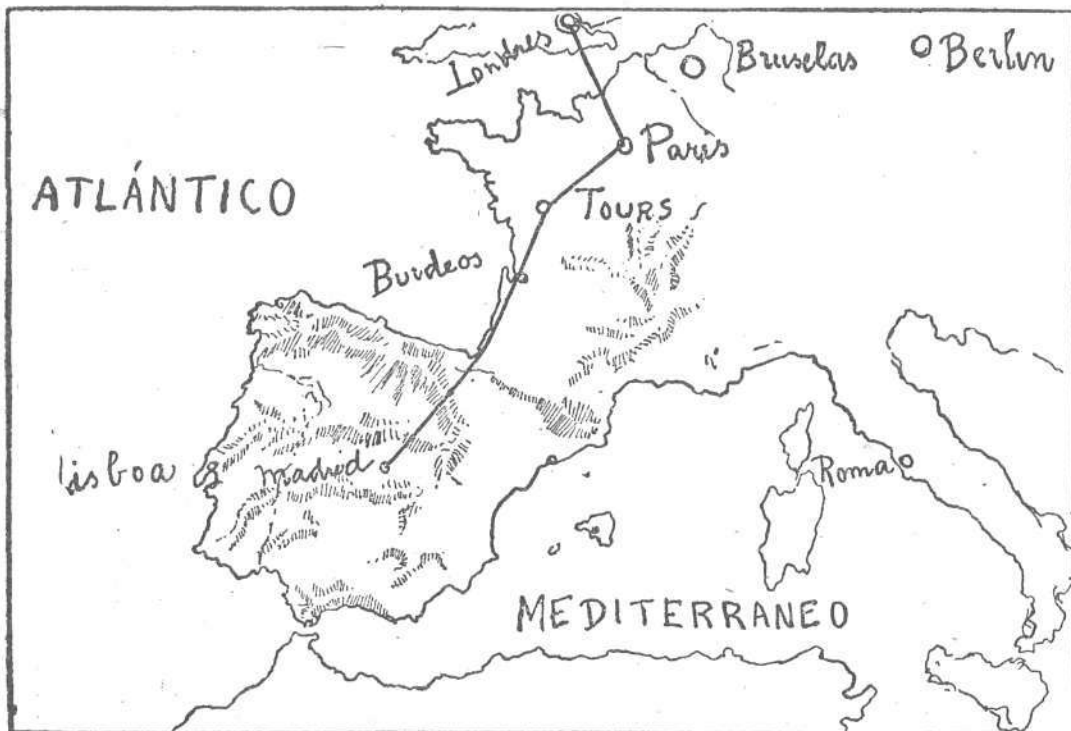 Londres
Bruselas
Berlin
Paris
ATLÁNTICO
TOURS
Burdeos
lisboa
madrid
Roma
MEDITERRANEO